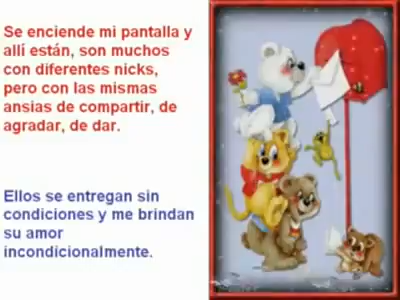 Se enciende mi pantalla y
allí están, son muchos
con diferentes nicks,
pero con las mismas
ansias de compartir, de
agradar, de dar.
Ellos se entregan sin
condiciones y me brindan
su amor
incondicionalmente.